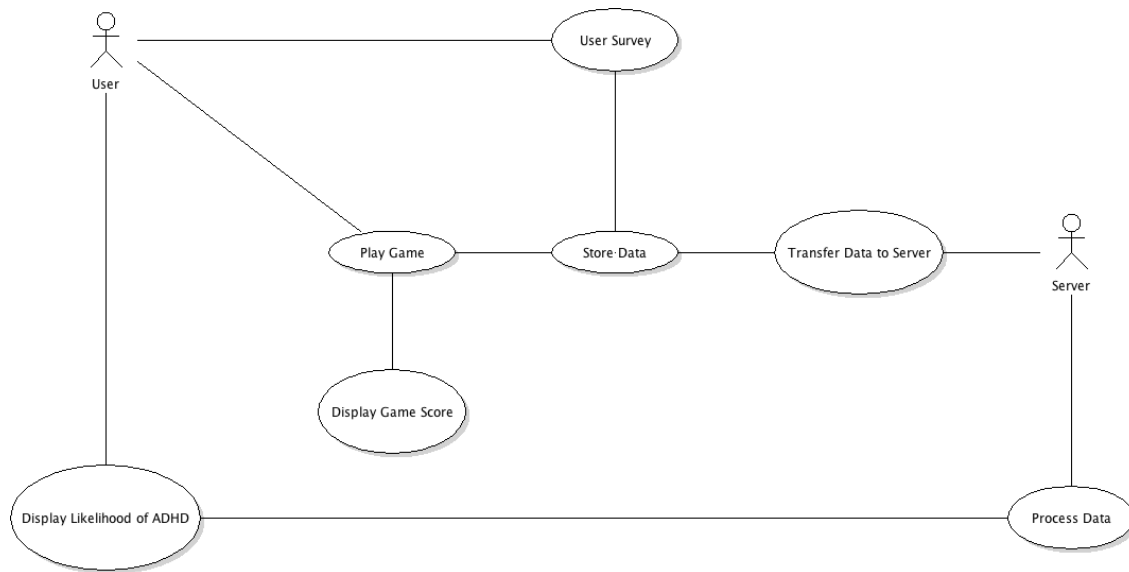 User Survey
User
Play Game
Store Data
Transfer Data to Server
Server
Display Game Score
Display Likelihood of ADHD
Process Data